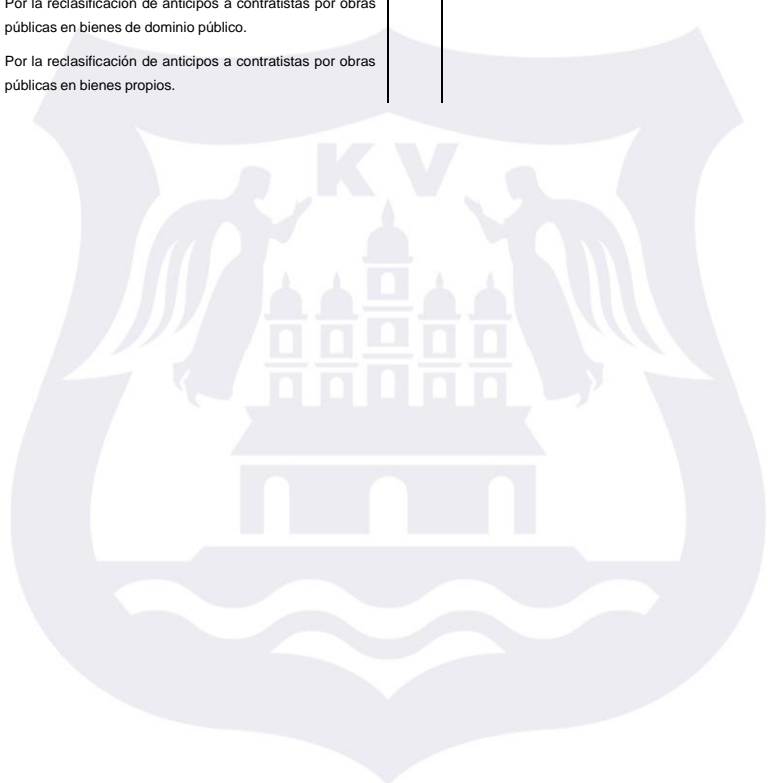 Por la reclasificación de anticipos a contratistas por obras
públicas en bienes de dominio público.
Por la reclasificación de anticipos a contratistas por obras
públicas en bienes propios.
K V